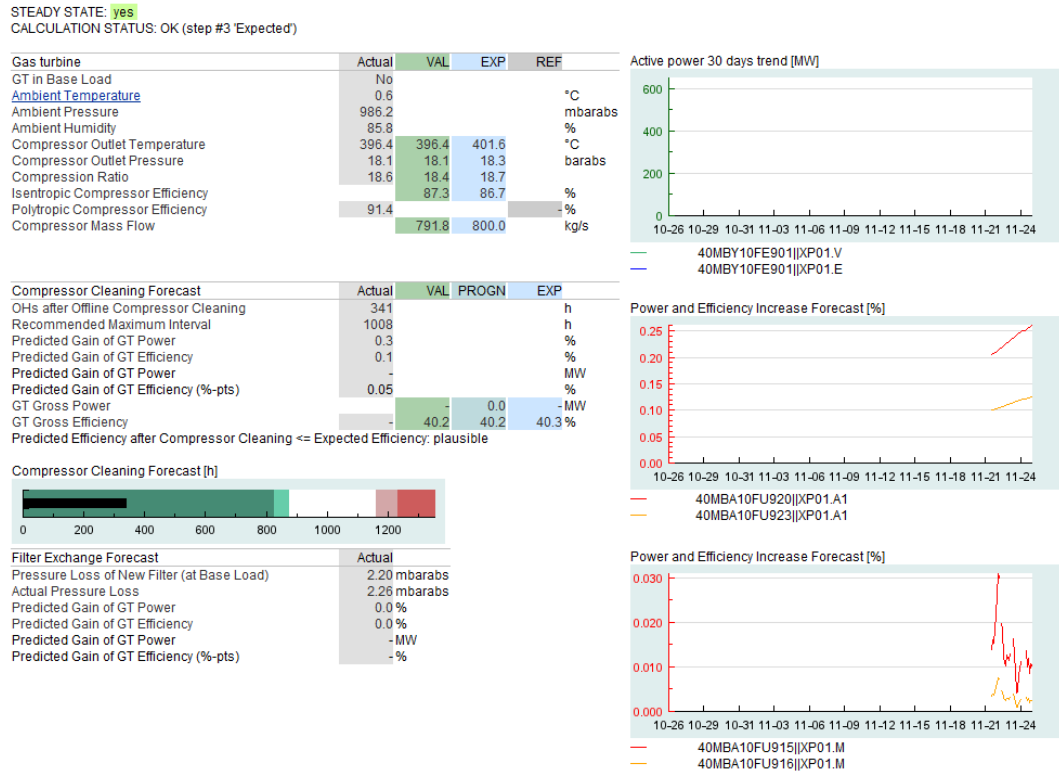 STEADY STATE: yes
CALCULATION STATUS: OK (step #3 'Expected')
Gas turbine Actual VAL EXP REF
GT in Base Load No
Ambient Temperature 0.6 °C
Ambient Pressure 986.2 mbarabs
Ambient Humidity 85.8 %
Compressor Outlet Temperature 396.4 396.4 401.6 °C
Compressor Outlet Pressure 18.1 18.1 18.3 barabs
Compression Ratio 18.6 18.4 18.7
Isentropic Compressor Efficiency 87.3 86.7 %
Polytropic Compressor Efficiency 91.4 - %
Compressor Mass Flow 791.8 800.0 kg/s
Compressor Cleaning Forecast Actual VAL PROGN EXP
OHs after Offline Compressor Cleaning 341 h
Recommended Maximum Interval 1008 h
Predicted Gain of GT Power 0.3 %
Predicted Gain of GT Efficiency 0.1 %
Predicted Gain of GT Power - MW
Predicted Gain of GT Efficiency (%-pts) 0.05 %
GT Gross Power - 0.0 - MW
GT Gross Efficiency - 40.2 40.2 40.3 %
Predicted Efficiency after Compressor Cleaning <= Expected Efficiency: plausible
Compressor Cleaning Forecast [h]
0 200 400 600 800 1000 1200
Filter Exchange Forecast Actual
Pressure Loss of New Filter (at Base Load) 2.20 mbarabs
Actual Pressure Loss 2.26 mbarabs
Predicted Gain of GT Power 0.0 %
Predicted Gain of GT Efficiency 0.0 %
Predicted Gain of GT Power - MW
Predicted Gain of GT Efficiency (%-pts) - %
Active power 30 days trend [MW]
600
400
200
0
10-26 10-29 10-31 11-03 11-06 11-09 11-12 11-15 11-18 11-21 11-24
40MBY10FE901||XP01.V
40MBY10FE901||XP01.E
Power and Efficiency Increase Forecast [%]
0.25
0.20
0.15
0.10
0.05
0.00
10-26 10-29 10-31 11-03 11-06 11-09 11-12 11-15 11-18 11-21 11-24
40MBA10FU920||XP01.A1
40MBA10FU923||XP01.A1
Power and Efficiency Increase Forecast [%]
0.030
0.020
0.010
0.000
10-26 10-29 10-31 11-03 11-06 11-09 11-12 11-15 11-18 11-21 11-24
40MBA10FU915||XP01.M
40MBA10FU916||XP01.M